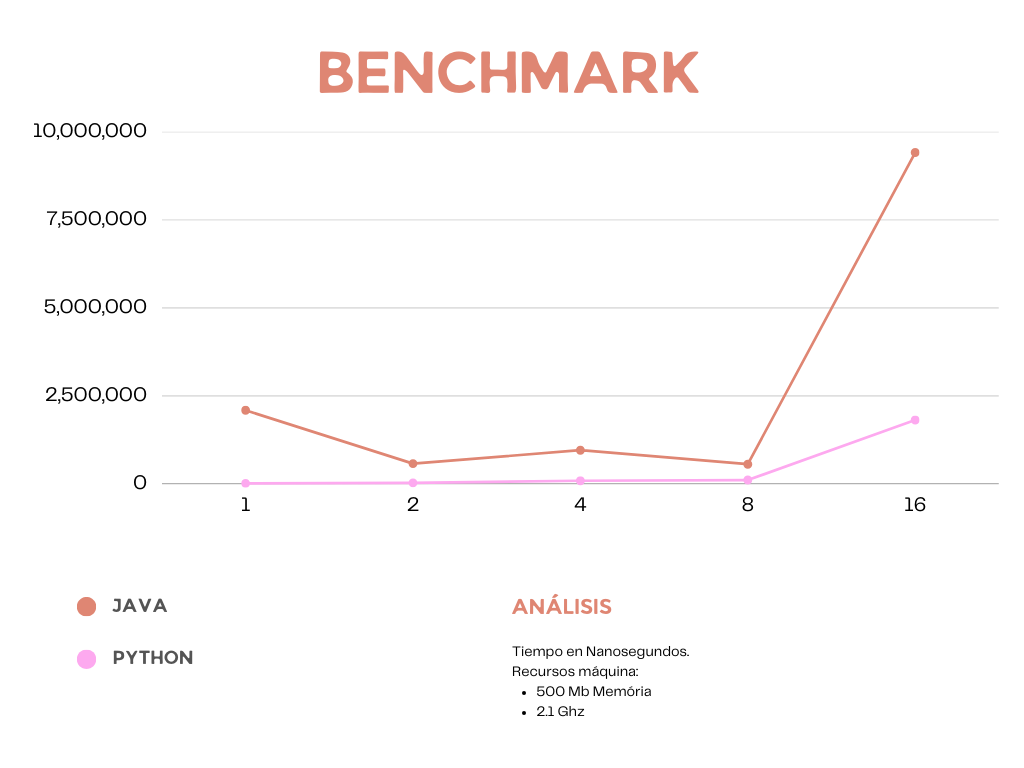 BENCHMARK
10,000,000
7,500,000
5,000,000
2,500,000
0
1 2 4 8 16
JAVA
PYTHON
ANÁLISIS
Tiempo en Nanosegundos.
Recursos máquina:
• 500 Mb Memória
• 2.1 Ghz